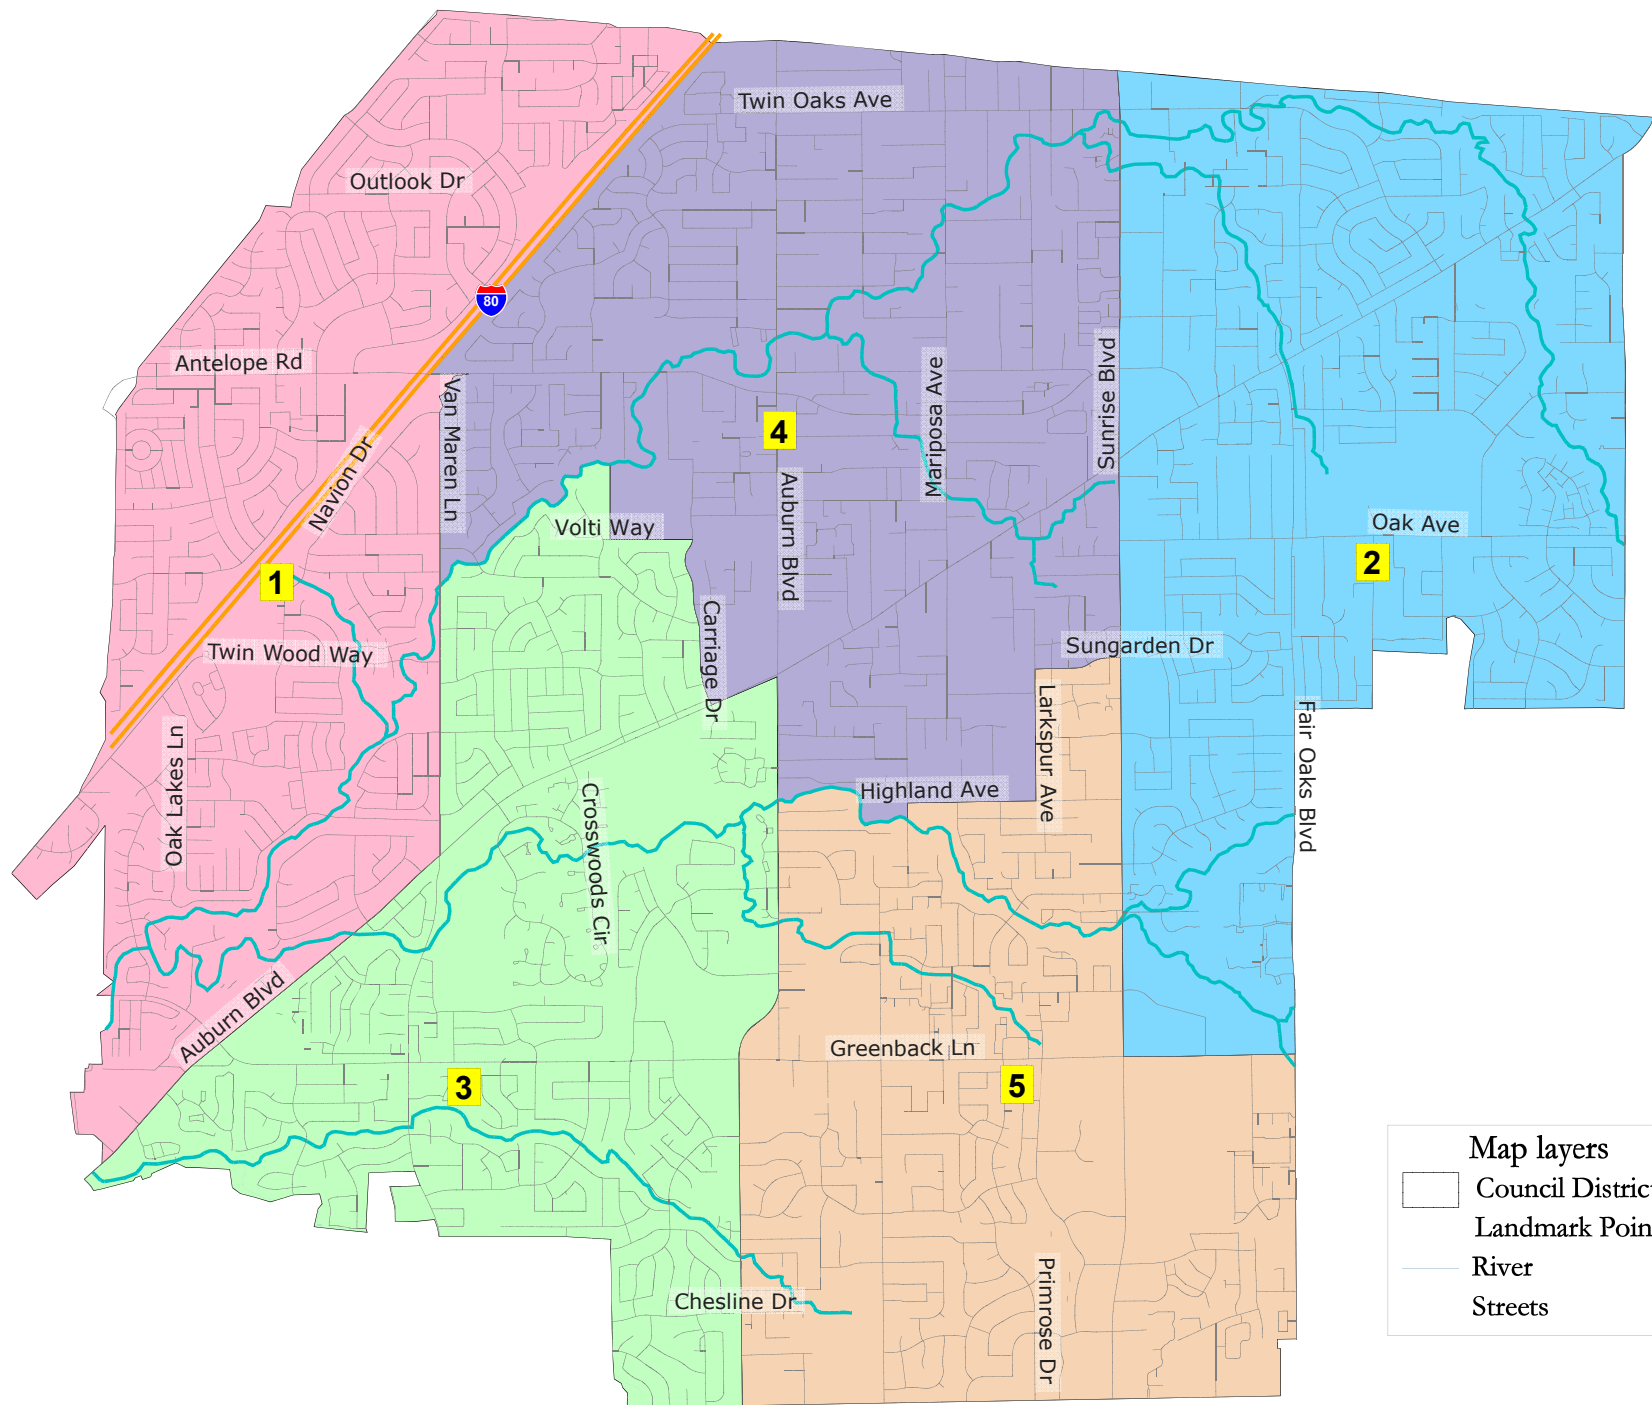 Twin Oaks Ave
Outlook Dr
80
Antelope Rd
Van Maren Ln
Navion Dr
4
Mariposa Ave
Sunrise Blvd
Auburn Blvd
Volti Way
Oak Ave
2
1
Twin Wood Way
Carriage Dr
Sungarden Dr
Larkspur Ave
Fair Oaks Blvd
Oak Lakes Ln
Crosswoods Cir
Highland Ave
Auburn Blvd
Greenback Ln
3
5
Chesline Dr
Primrose Dr
Map layers
Council Distric
Landmark Poin
River
Streets